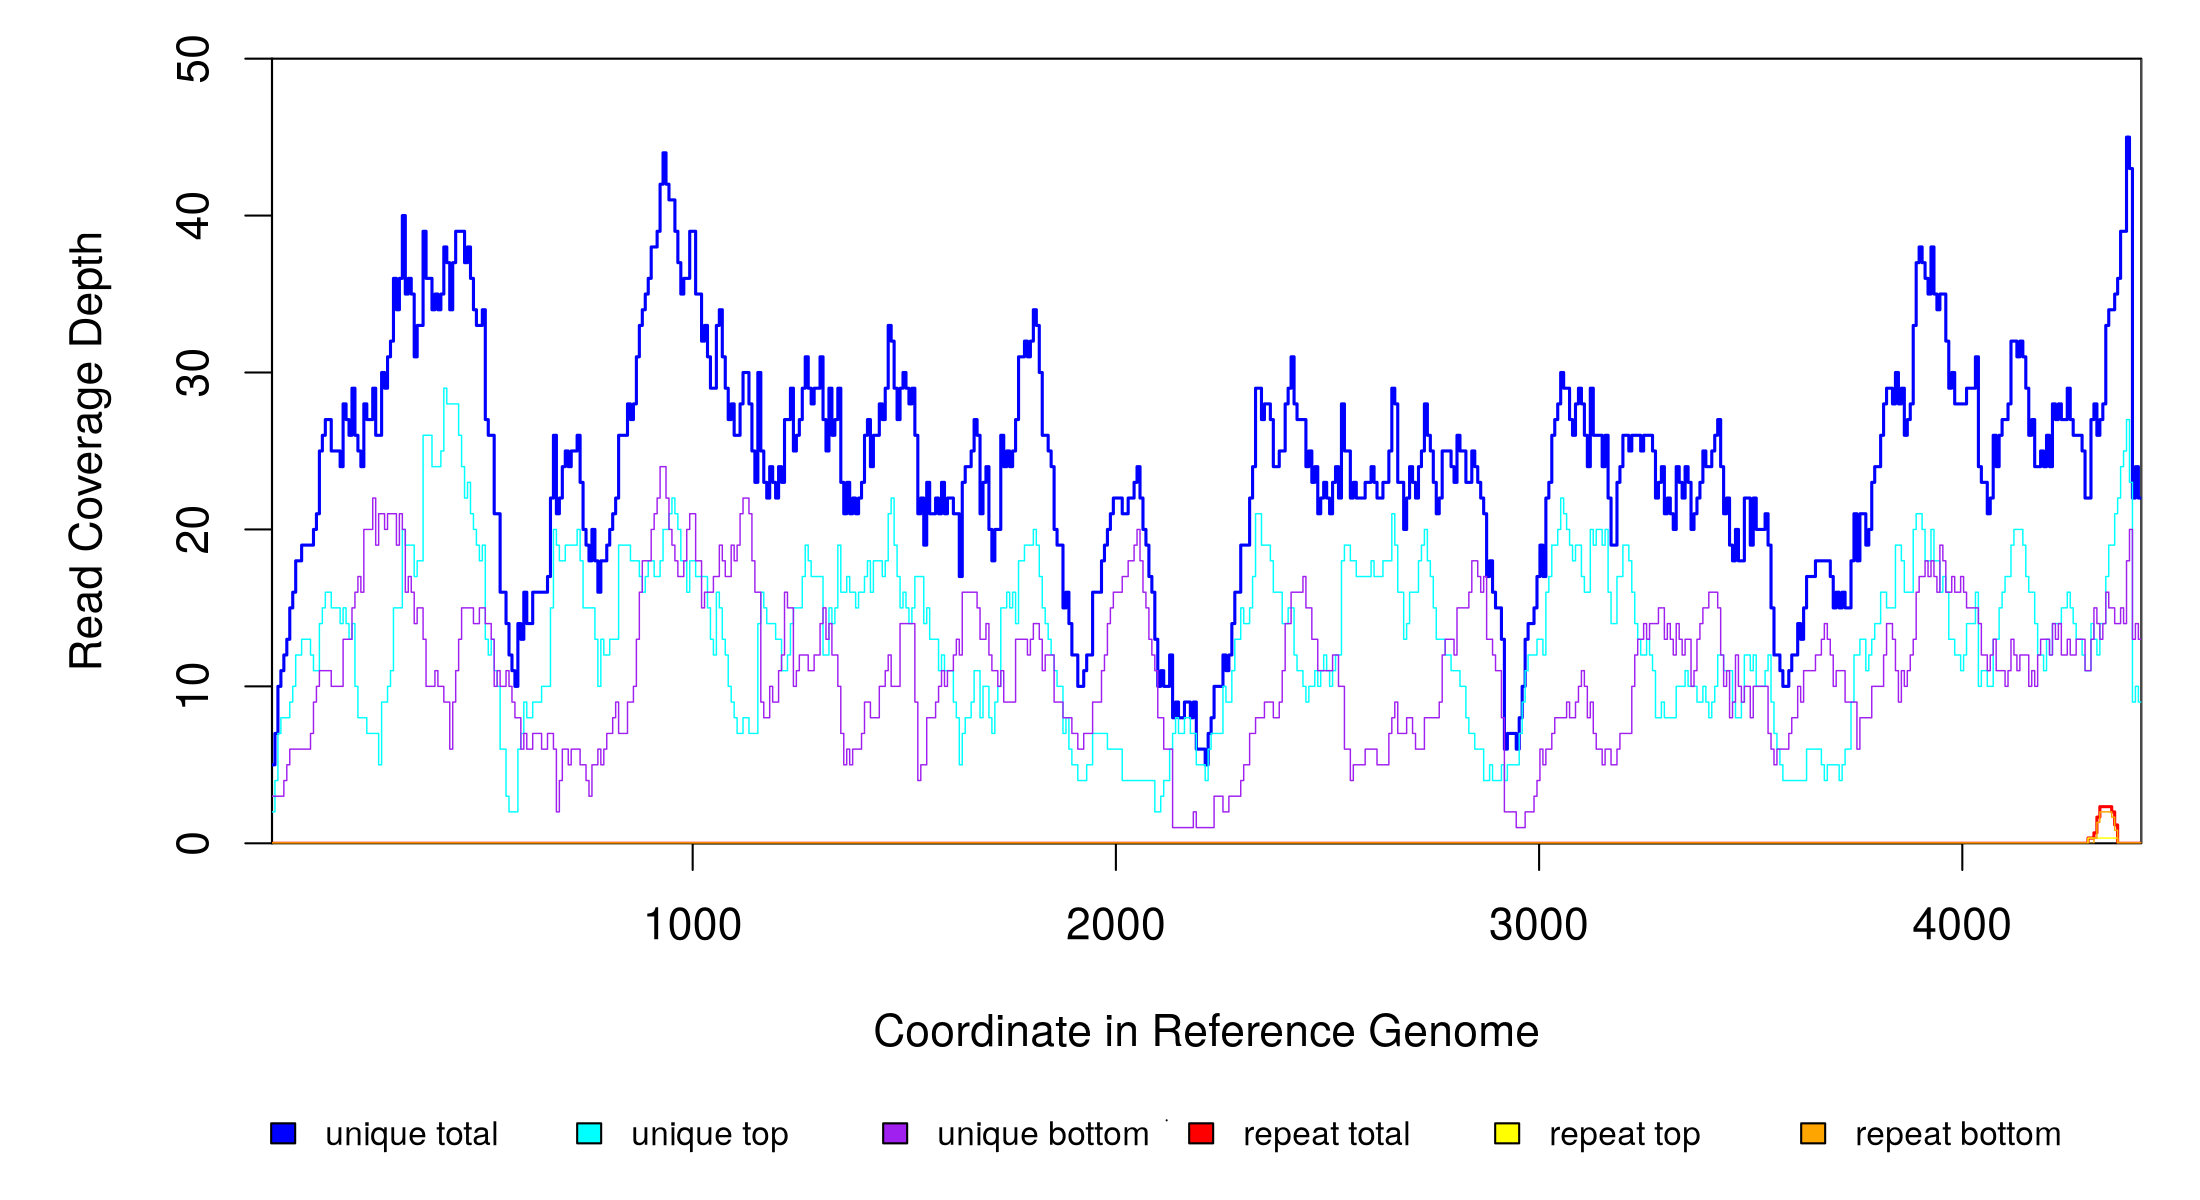 Read Coverage Depth
50
40
30
20
10
0
1000 2000 3000 4000
Coordinate in Reference Genome
unique total unique top unique bottom repeat total repeat top repeat bottom